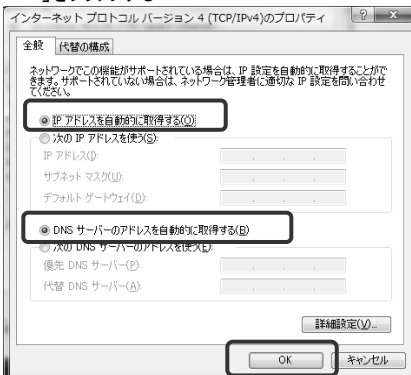 インターネット プロトコル バージョン 4 (TCP/IPv4)のプロパティ
全般 代替の構成
ネットワークでこの機能がサポートされている場合は、IP 設定を自動的に取得することがで
きます。サポートされていない場合は、ネットワーク管理者に適切な IP 設定を問い合わせ
てください。
IP アドレスを自動的に取得する(O)
次の IP アドレスを使う(S):
IP アドレス(I):
サブネット マスク(U):
デフォルト ゲートウェイ(D):
DNS サーバーのアドレスを自動的に取得する(B)
次の DNS サーバーのアドレスを使う(E):
優先 DNS サーバー(P):
代替 DNS サーバー(A):
詳細設定(V)...
OK キャンセル